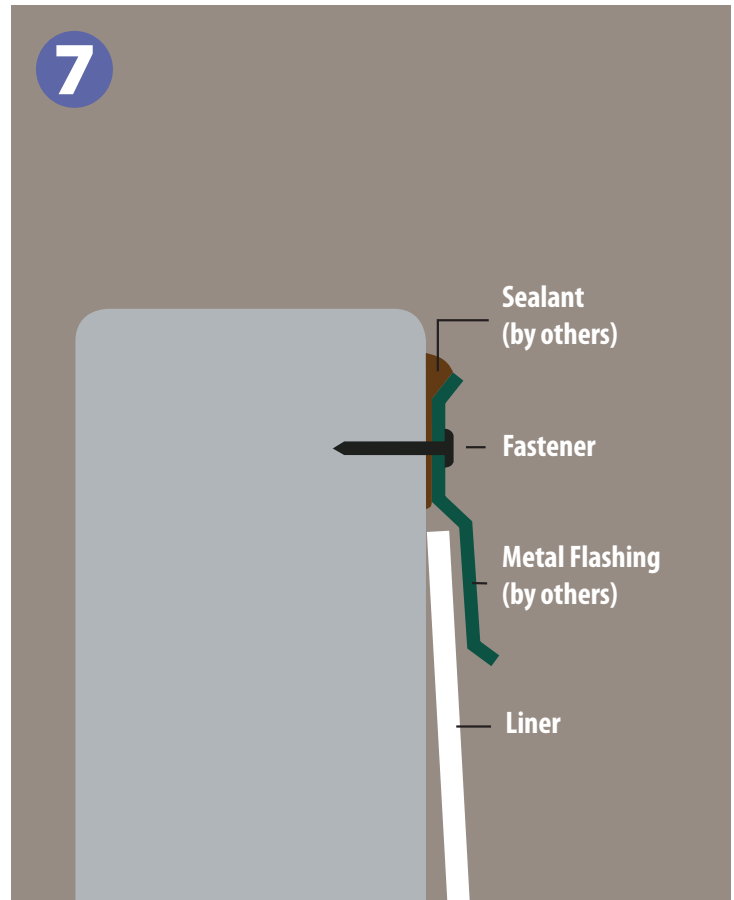 7
Sealant
(by others)
Fastener
Metal Flashing
(by others)
Liner